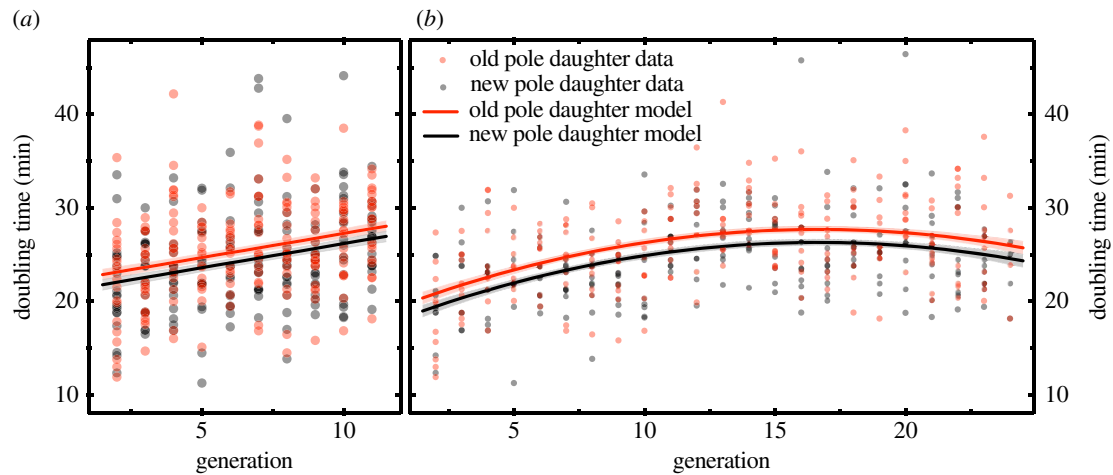 (a)
(b)
old pole daughter data
new pole daughter data
old pole daughter model
new pole daughter model
doubling time (min)
40
30
20
10
40
30
20
10
doubling time (min)
5
10
5
10
15
20
generation
generation